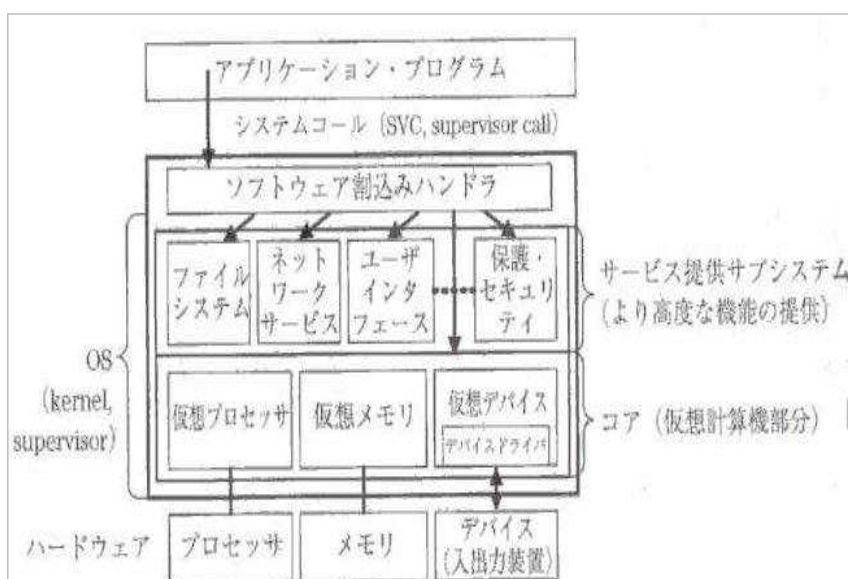 アプリケーション・プログラム
システムコール (SVC, supervisor call)
ソフトウェア割込みハンドラ
ファイル
システム
ネット
ワーク
サービス
ユーザ
インタ
フェース
保護・
セキュリ
ティ
サービス提供サブシステム
(より高度な機能の提供)
OS
(kernel,
supervisor)
仮想プロセッサ
仮想メモリ
仮想デバイス
デバイスドライバ
コア (仮想計算機部分)
ハードウェア
プロセッサ
メモリ
デバイス
(入出力装置)